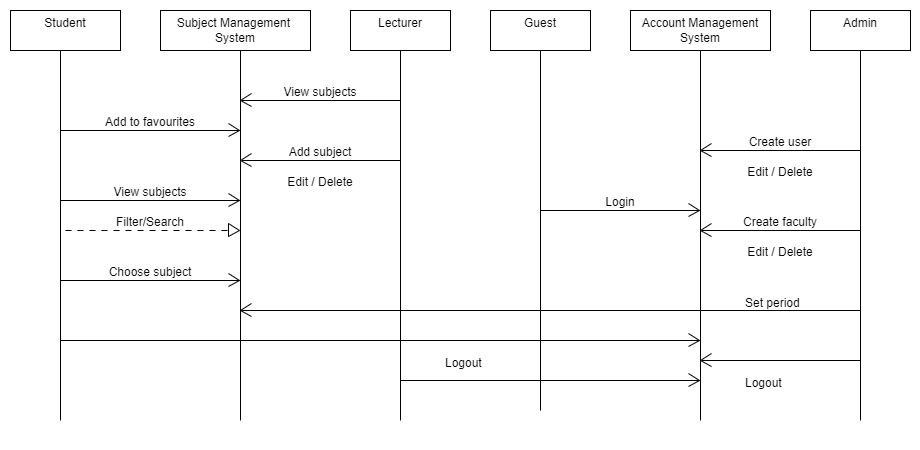 Student
Subject Management
System
Lecturer
Guest
Account Management
System
Admin
View subjects
Add to favourites
Create user
Add subject
Edit / Delete
Edit / Delete
View subjects
Login
Filter/Search
Create faculty
Edit / Delete
Choose subject
Set period
Logout
Logout